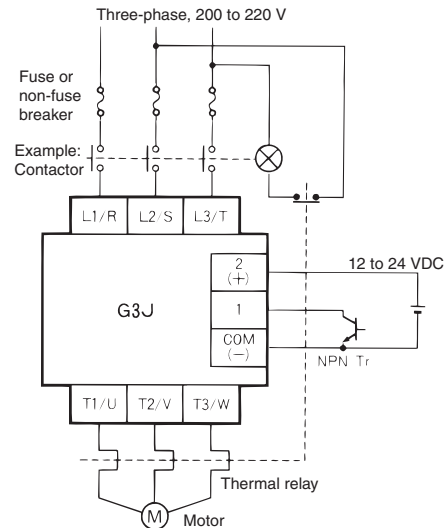 Three-phase, 200 to 220 V
Fuse or
non-fuse
breaker
Example:
Contactor
L1/R L2/S L3/T
2
(+)
12 to 24 VDC
G3J
1
COM
(−)
NPN Tr
T1/U T2/V T3/W
Thermal relay
M
Motor